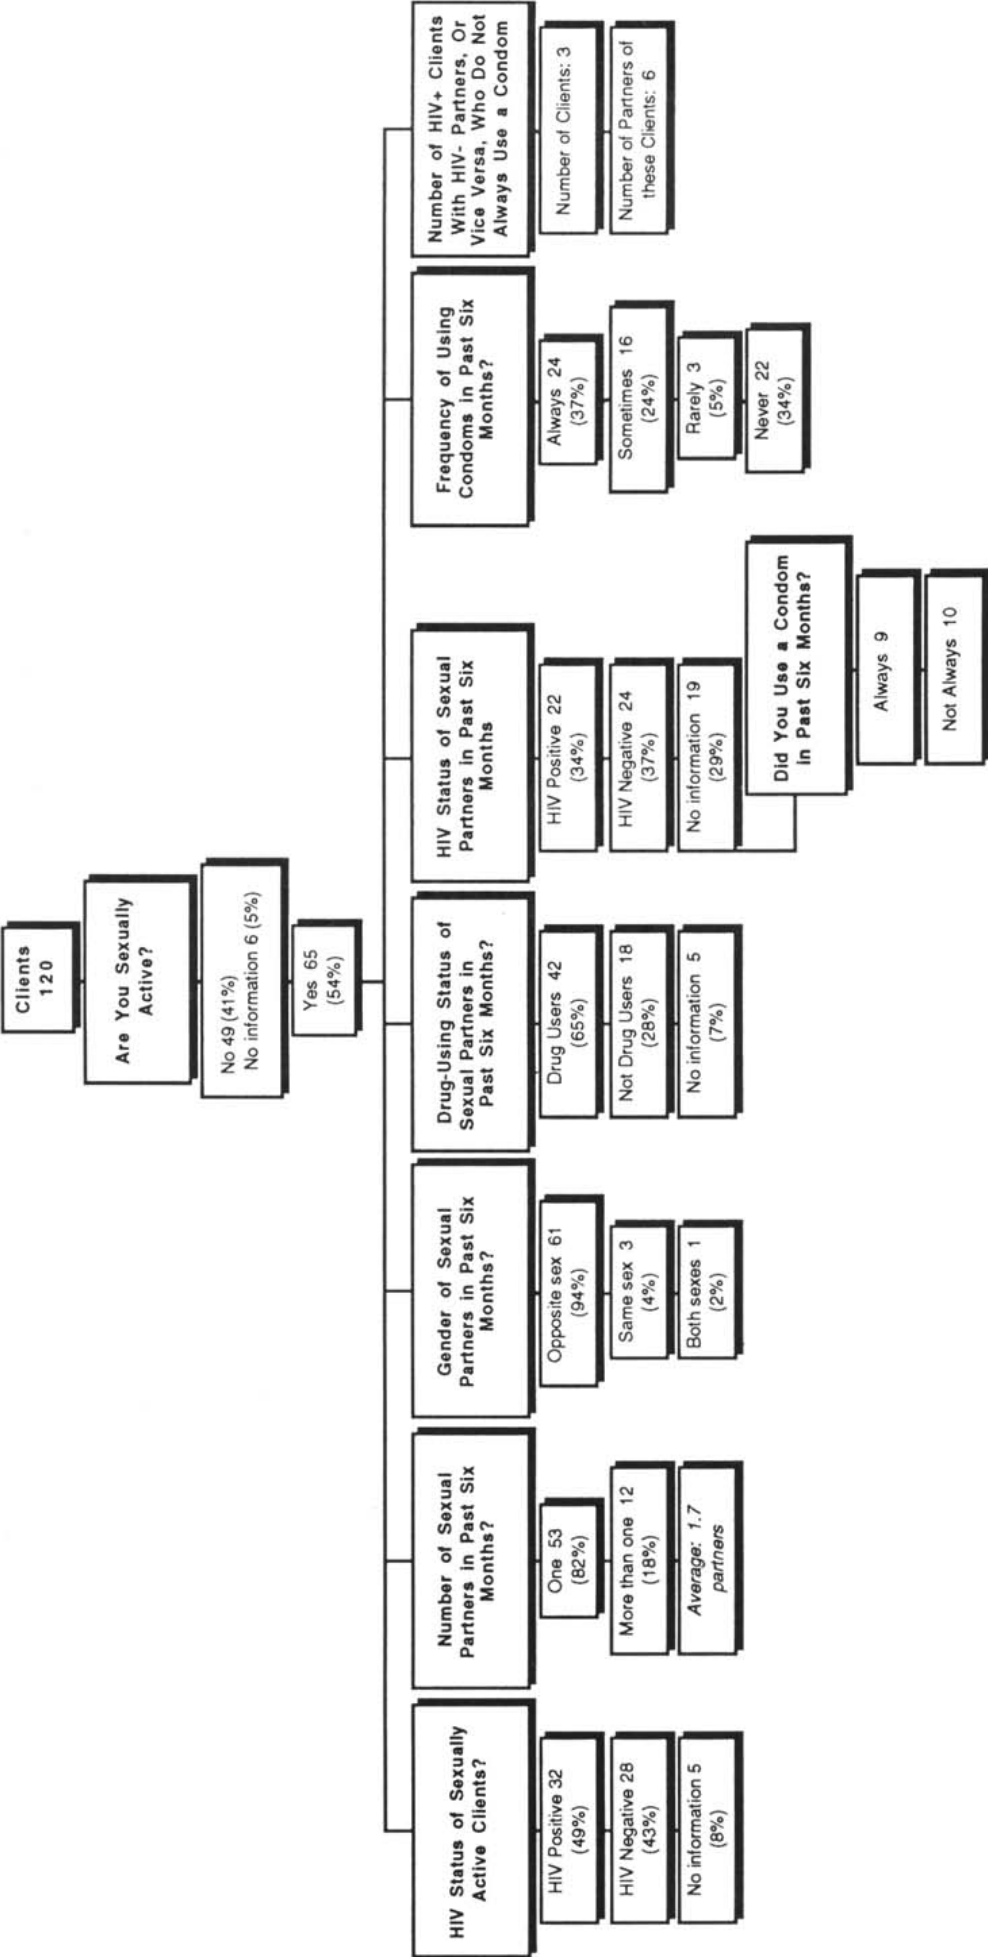 Clients
120
Are You Sexually
Active?
No 49 (41%)
No information 6 (5%)
Yes 65
(54%)
HIV Status of Sexually
Active Clients?
HIV Positive 32
(49%)
HIV Negative 28
(43%)
No information 5
(8%)
Number of Sexual
Partners in Past Six
Months?
One 53
(82%)
More than one 12
(18%)
Average: 1.7
partners
Gender of Sexual
Partners in Past Six
Months?
Opposite sex 61
(94%)
Same sex 3
(4%)
Both sexes 1
(2%)
Drug-Using Status of
Sexual Partners in
Past Six Months?
Drug Users 42
(65%)
Not Drug Users 18
(28%)
No information 5
(7%)
HIV Status of Sexual
Partners in Past Six
Months
HIV Positive 22
(34%)
HIV Negative 24
(37%)
No information 19
(29%)
Did You Use a Condom
in Past Six Months?
Always 9
Not Always 10
Frequency of Using
Condoms in Past Six
Months?
Always 24
(37%)
Sometimes 16
(24%)
Rarely 3
(5%)
Never 22
(34%)
Number of HIV+ Clients
With HIV- Partners, Or
Vice Versa, Who Do Not
Always Use a Condom
Number of Clients: 3
Number of Partners of
these Clients: 6